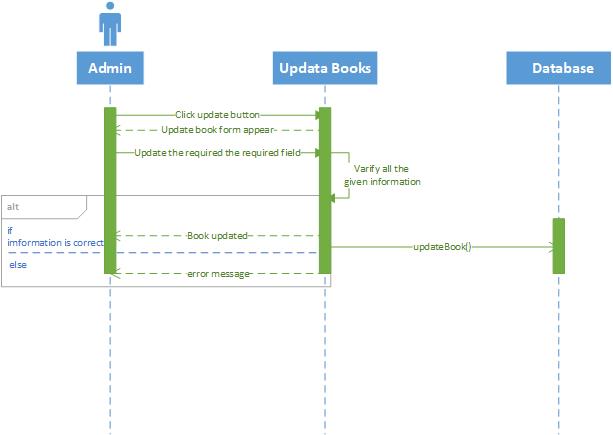 Admin
Updata Books
Database
Click update button
Update book form appear
Update the required the required field
Varify all the
given information
alt
if
imformation is correct
Book updated
updateBook()
else
error message